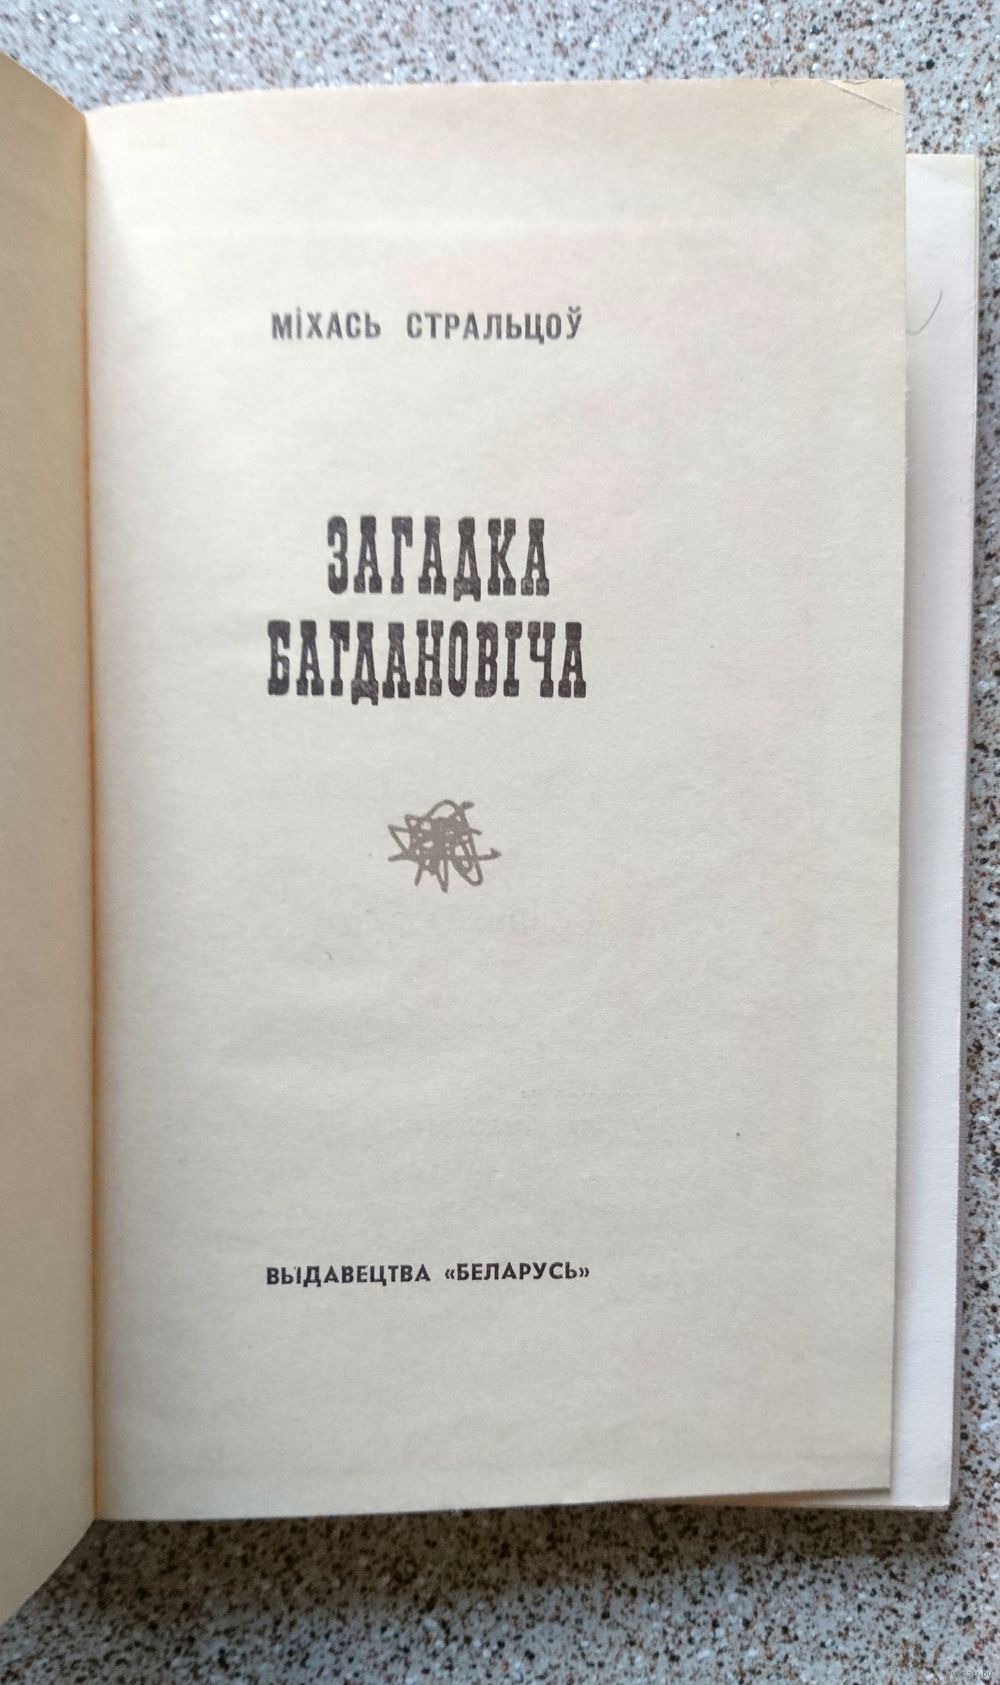 МІХАСЬ СТРАЛЬЦОЎ
ЗАГАДКА
БАГДАНОВІЧА
ВЫДАВЕЦТВА «БЕЛАРУСЬ»